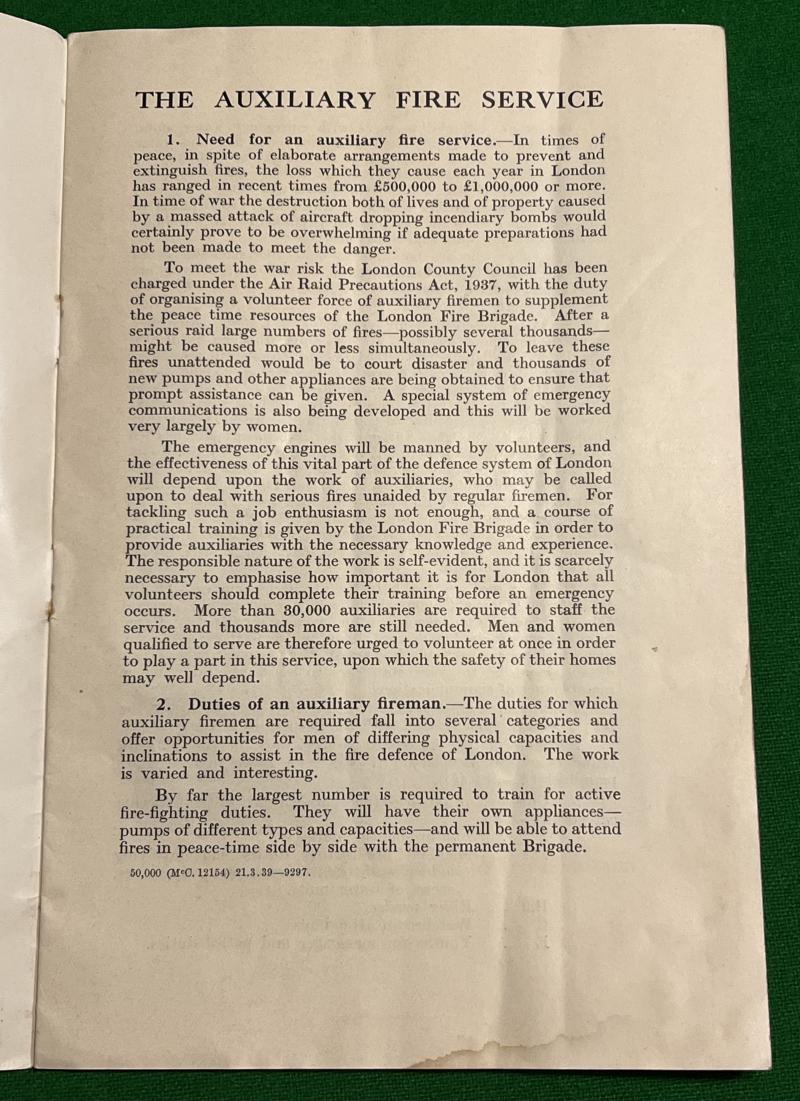 THE AUXILIARY FIRE SERVICE
1. Need for an auxiliary fire service.—In times of
peace, in spite of elaborate arrangements made to prevent and
extinguish fires, the loss which they cause each year in London
has ranged in recent times from £500,000 to £1,000,000 or more.
In time of war the destruction both of lives and of property caused
by a massed attack of aircraft dropping incendiary bombs would
certainly prove to be overwhelming if adequate preparations had
not been made to meet the danger.
To meet the war risk the London County Council has been
charged under the Air Raid Precautions Act, 1937, with the duty
of organising a volunteer force of auxiliary firemen to supplement
the peace time resources of the London Fire Brigade. After a
serious raid large numbers of fires—possibly several thousands—
might be caused more or less simultaneously. To leave these
fires unattended would be to court disaster and thousands of
new pumps and other appliances are being obtained to ensure that
prompt assistance can be given. A special system of emergency
communications is also being developed and this will be worked
very largely by women.
The emergency engines will be manned by volunteers, and
the effectiveness of this vital part of the defence system of London
will depend upon the work of auxiliaries, who may be called
upon to deal with serious fires unaided by regular firemen. For
tackling such a job enthusiasm is not enough, and a course of
practical training is given by the London Fire Brigade in order to
provide auxiliaries with the necessary knowledge and experience.
The responsible nature of the work is self-evident, and it is scarcely
necessary to emphasise how important it is for London that all
volunteers should complete their training before an emergency
occurs. More than 30,000 auxiliaries are required to staff the
service and thousands more are still needed. Men and women
qualified to serve are therefore urged to volunteer at once in order
to play a part in this service, upon which the safety of their homes
may well depend.
2. Duties of an auxiliary fireman.—The duties for which
auxiliary firemen are required fall into several categories and
offer opportunities for men of differing physical capacities and
inclinations to assist in the fire defence of London. The work
is varied and interesting.
By far the largest number is required to train for active
fire-fighting duties. They will have their own appliances—
pumps of different types and capacities—and will be able to attend
fires in peace-time side by side with the permanent Brigade.
50,000 (McC. 12154) 21.3.39—9297.